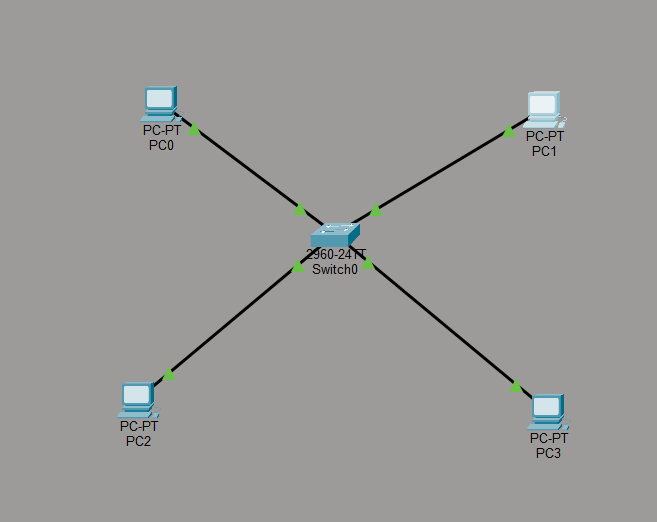 PC-PT
PC0
PC-PT
PC1
2960-24TT
Switch0
PC-PT
PC2
PC-PT
PC3